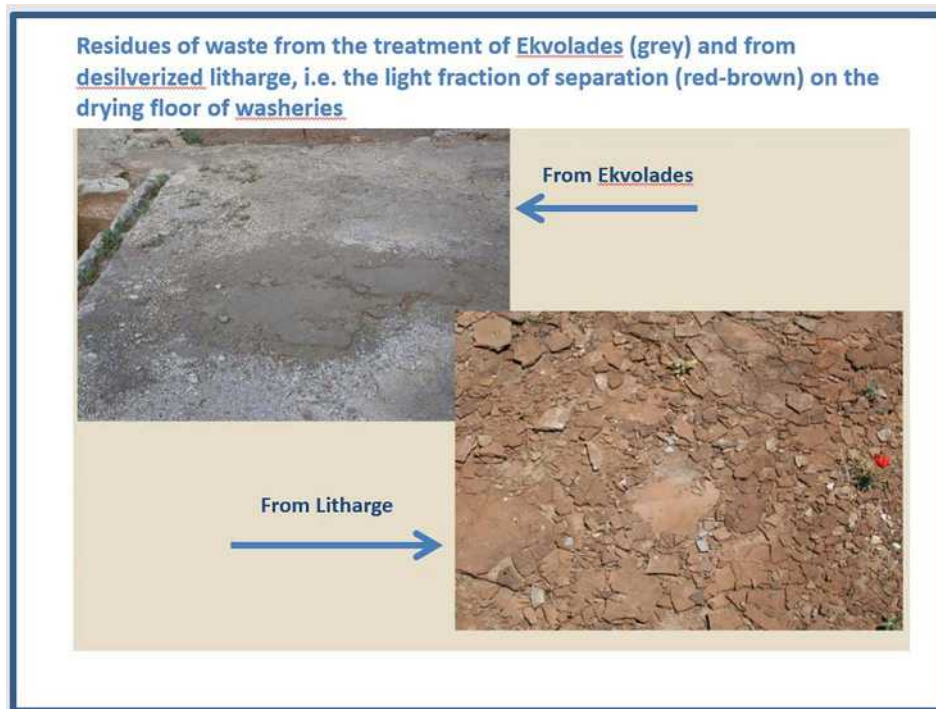 Residues of waste from the treatment of Ekvolades (grey) and from
desilverized litharge, i.e. the light fraction of separation (red-brown) on the
drying floor of washeries
From Ekvolades
From Litharge